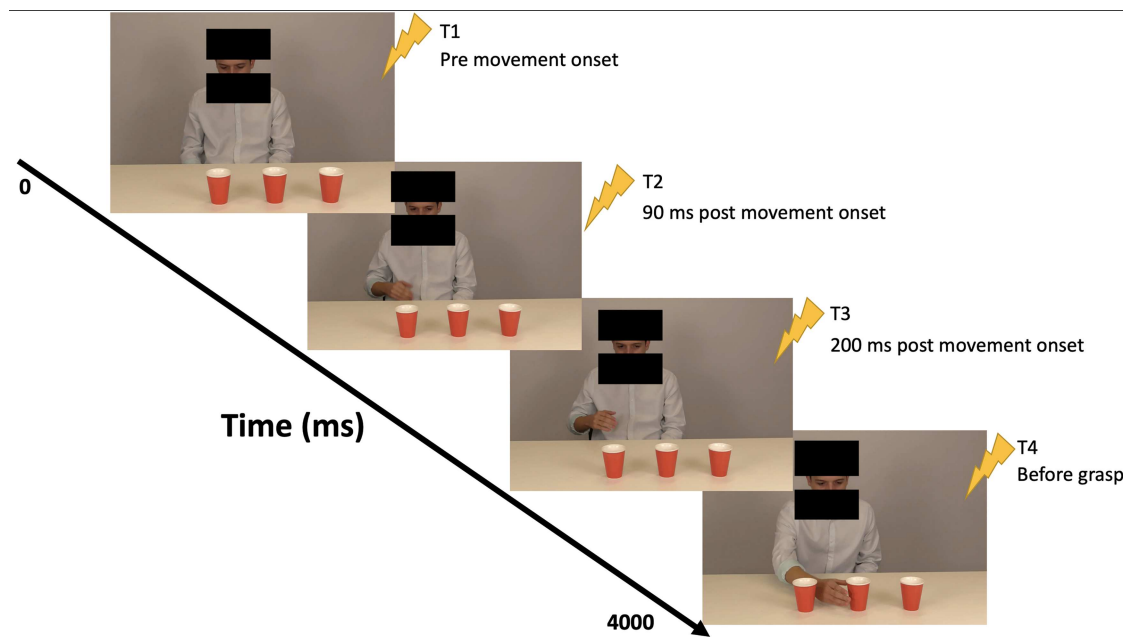 T1
Pre movement onset
0
T2
90 ms post movement onset
T3
200 ms post movement onset
Time (ms)
T4
Before grasp
4000